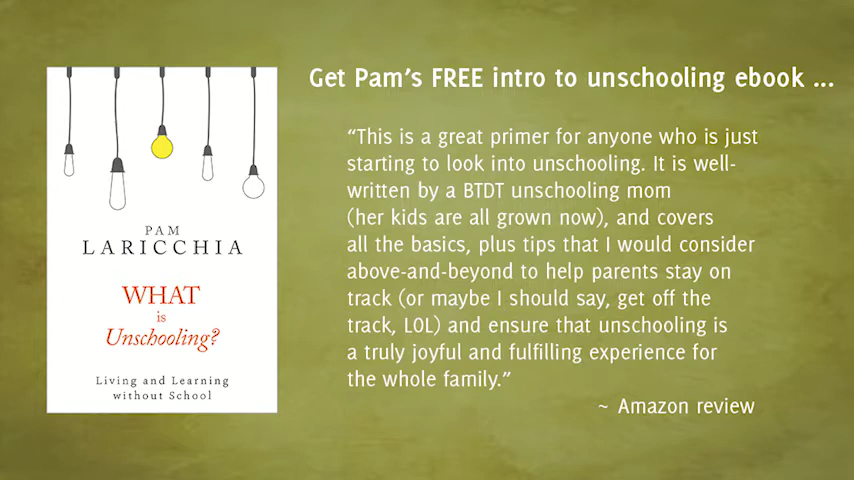 PAM
LARICCHIA
WHAT
is
Unschooling?
Living and Learning
without School
Get Pam's FREE intro to unschooling ebook ...
“This is a great primer for anyone who is just
starting to look into unschooling. It is well-
written by a BTDT unschooling mom
(her kids are all grown now), and covers
all the basics, plus tips that I would consider
above-and-beyond to help parents stay on
track (or maybe I should say, get off the
track, LOL) and ensure that unschooling is
a truly joyful and fulfilling experience for
the whole family.”
~ Amazon review